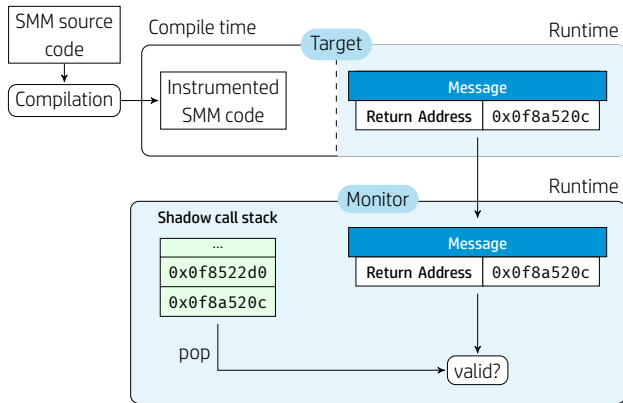 SMM source
code
Compilation
Compile time
Target
Runtime
Instrumented
SMM code
Message
Return Address 0x0f8a520c
Runtime
Monitor
Shadow call stack
...
0x0f8522d0
0x0f8a520c
pop
Message
Return Address 0x0f8a520c
valid?